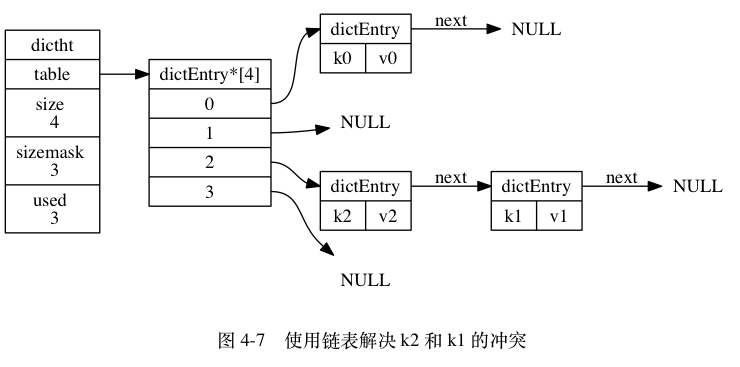 dictht
table
size
4
sizemask
3
used
3
dictEntry*[4]
0
1
2
3
dictEntry
k0 v0
next
NULL
NULL
dictEntry
k2 v2
next
dictEntry
k1 v1
next
NULL
NULL
图 4-7 使用链表解决 k2 和 k1 的冲突